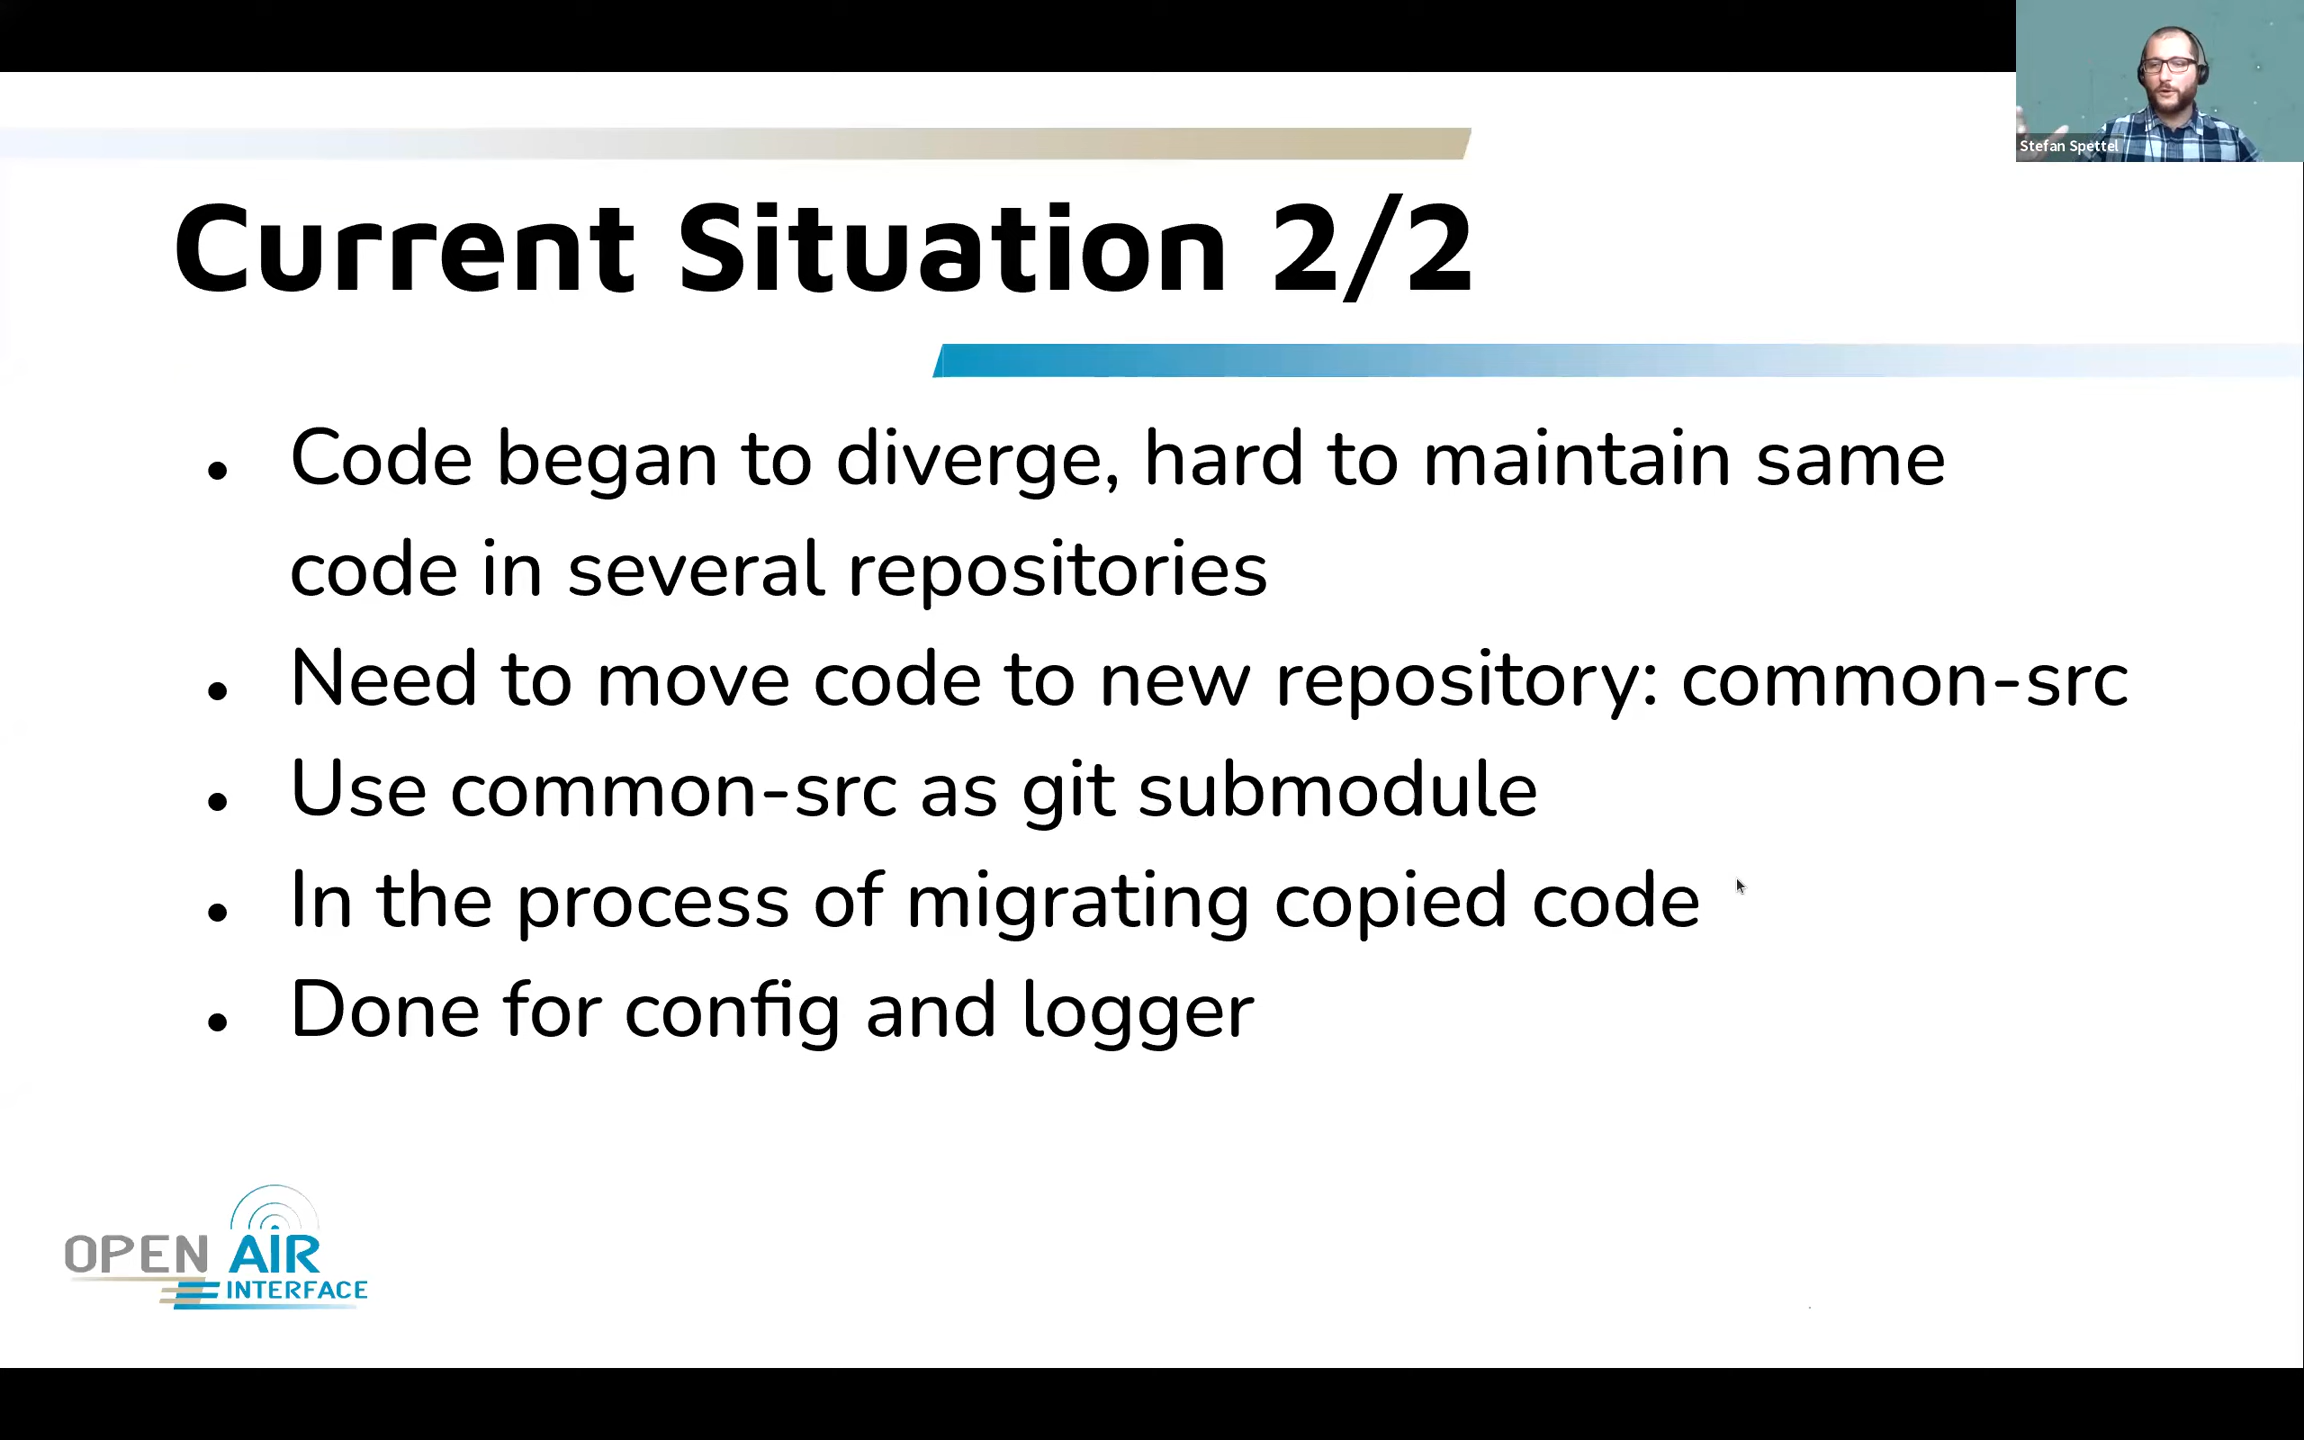 Stefan Spettel
Current Situation 2/2
• Code began to diverge, hard to maintain same
code in several repositories
• Need to move code to new repository: common-src
• Use common-src as git submodule
• In the process of migrating copied code
• Done for config and logger
OPEN AiR
INTERFACE